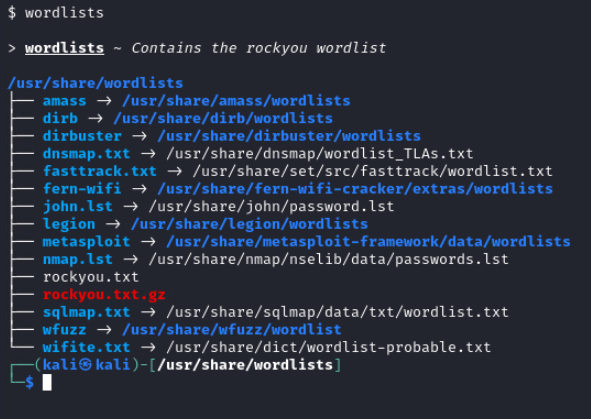 $ wordlists
> wordlists ~ Contains the rockyou wordlist
/usr/share/wordlists
├── amass → /usr/share/amass/wordlists
├── dirb → /usr/share/dirb/wordlists
├── dirbuster → /usr/share/dirbuster/wordlists
├── dnsmap.txt → /usr/share/dnsmap/wordlist_TLAs.txt
├── fasttrack.txt → /usr/share/set/src/fasttrack/wordlist.txt
├── fern-wifi → /usr/share/fern-wifi-cracker/extras/wordlists
├── john.lst → /usr/share/john/password.lst
├── legion → /usr/share/legion/wordlists
├── metasploit → /usr/share/metasploit-framework/data/wordlists
├── nmap.lst → /usr/share/nmap/nselib/data/passwords.lst
├── rockyou.txt
├── rockyou.txt.gz
├── sqlmap.txt → /usr/share/sqlmap/data/txt/wordlist.txt
├── wfuzz → /usr/share/wfuzz/wordlist
└── wifite.txt → /usr/share/dict/wordlist-probable.txt
┌──(kali㉿kali)-[/usr/share/wordlists]
└─$